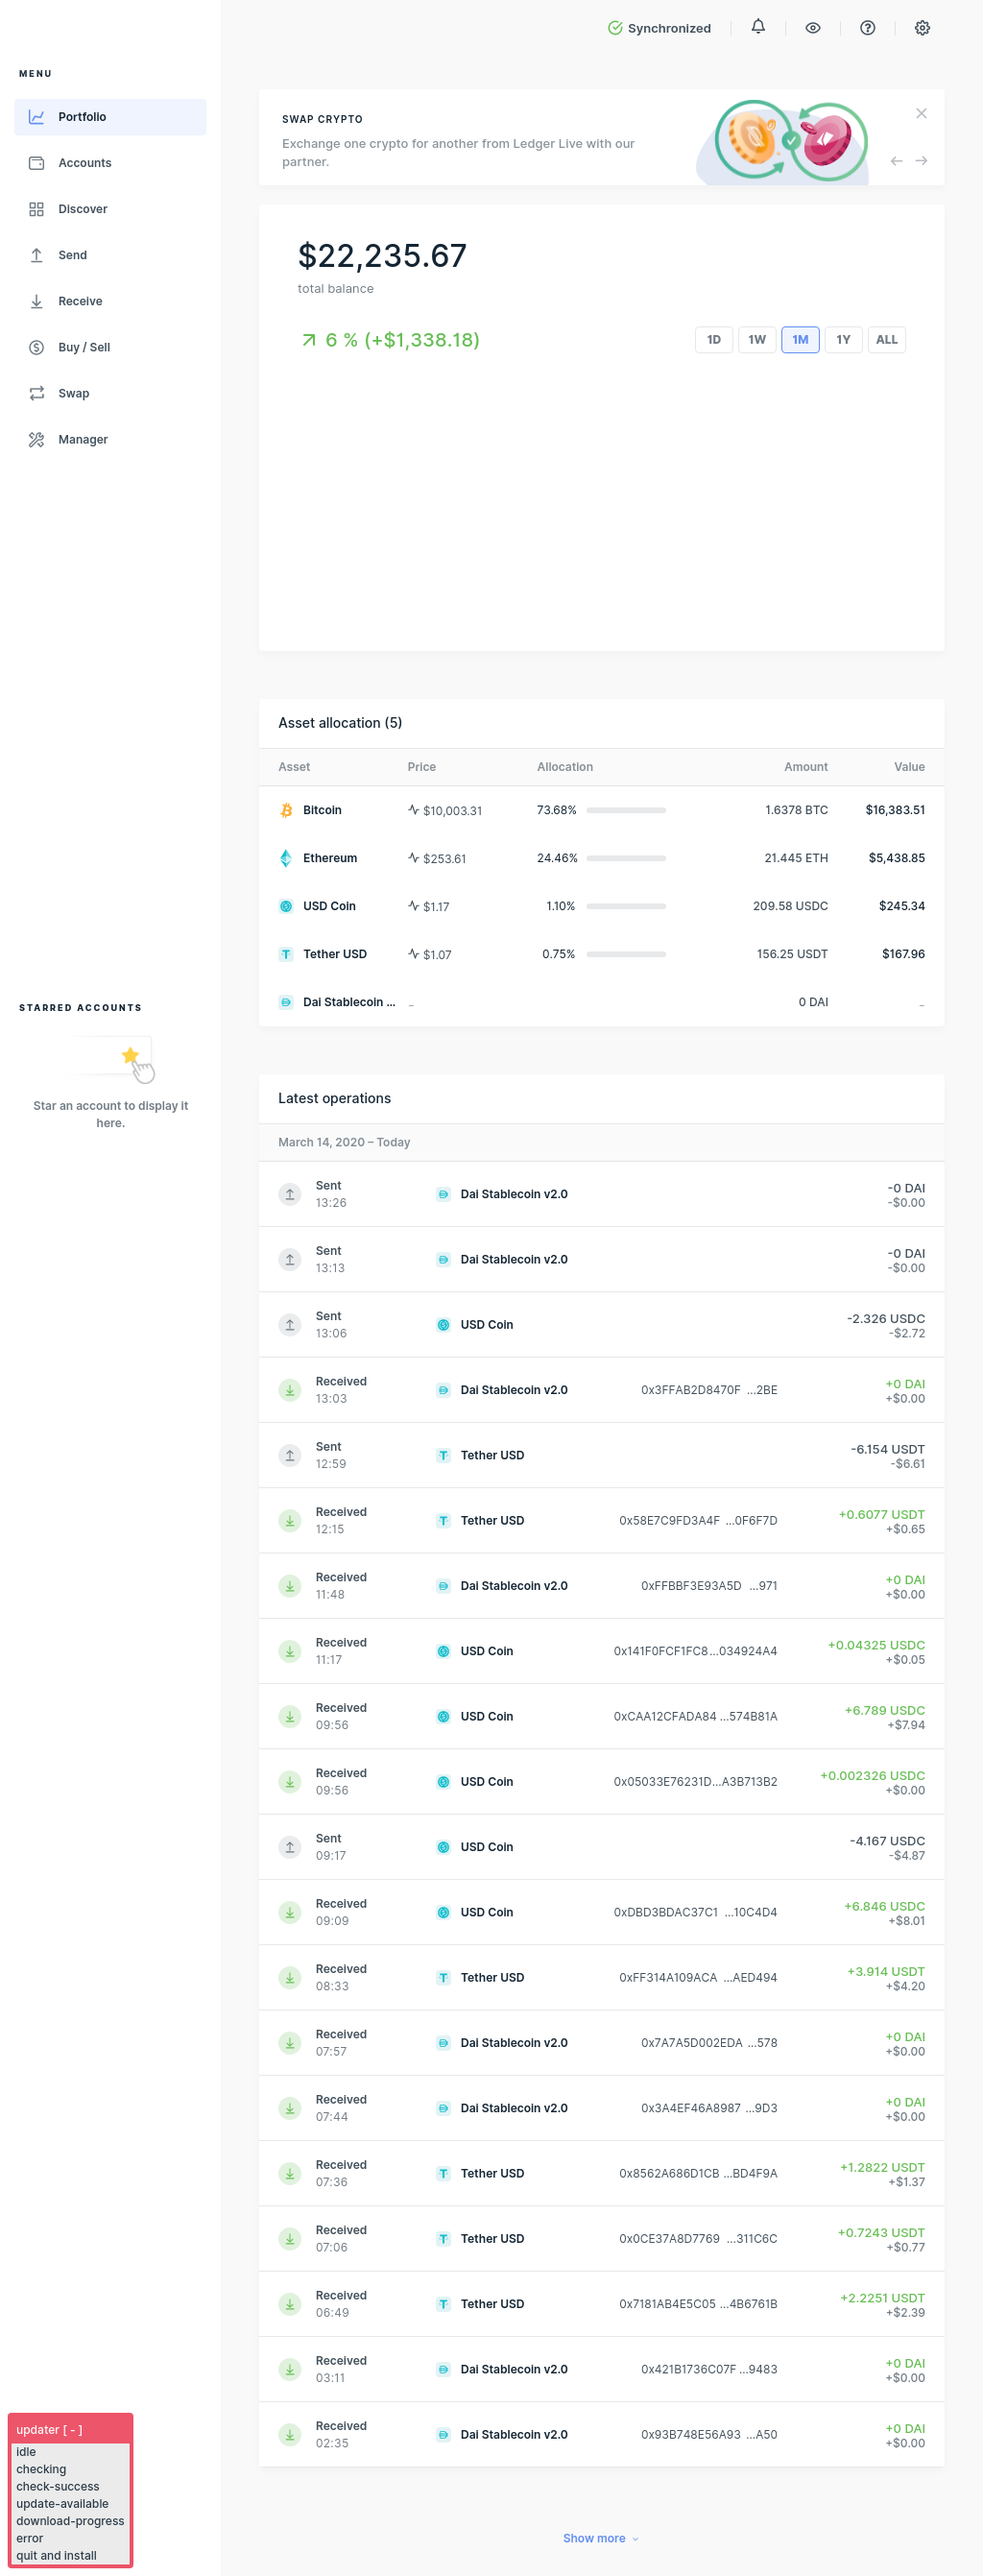 Synchronized
MENU
Portfolio
Accounts
Discover
Send
Receive
Buy / Sell
Swap
Manager
STARRED ACCOUNTS
Star an account to display it
here.
updater [ - ]
idle
checking
check-success
update-available
download-progress
error
quit and install
SWAP CRYPTO
Exchange one crypto for another from Ledger Live with our
partner.
$22,235.67
total balance
6 % (+$1,338.18)
1D 1W 1M 1Y ALL
Asset allocation (5)
Asset Price Allocation Amount Value
Bitcoin $10,003.31 73.68% 1.6378 BTC $16,383.51
Ethereum $253.61 24.46% 21.445 ETH $5,438.85
USD Coin $1.17 1.10% 209.58 USDC $245.34
Tether USD $1.07 0.75% 156.25 USDT $167.96
Dai Stablecoin ... – 0 DAI –
Latest operations
March 14, 2020 – Today
Sent Dai Stablecoin v2.0 -0 DAI
13:26 -$0.00
Sent Dai Stablecoin v2.0 -0 DAI
13:13 -$0.00
Sent USD Coin -2.326 USDC
13:06 -$2.72
Received Dai Stablecoin v2.0 0x3FFAB2D8470F ...2BE +0 DAI
13:03 +$0.00
Sent Tether USD -6.154 USDT
12:59 -$6.61
Received Tether USD 0x58E7C9FD3A4F ...0F6F7D +0.6077 USDT
12:15 +$0.65
Received Dai Stablecoin v2.0 0xFFBBF3E93A5D ...971 +0 DAI
11:48 +$0.00
Received USD Coin 0x141F0FCF1FC8...034924A4 +0.04325 USDC
11:17 +$0.05
Received USD Coin 0xCAA12CFADA84 ...574B81A +6.789 USDC
09:56 +$7.94
Received USD Coin 0x05033E76231D...A3B713B2 +0.002326 USDC
09:56 +$0.00
Sent USD Coin -4.167 USDC
09:17 -$4.87
Received USD Coin 0xDBD3BDAC37C1 ...10C4D4 +6.846 USDC
09:09 +$8.01
Received Tether USD 0xFF314A109ACA ...AED494 +3.914 USDT
08:33 +$4.20
Received Dai Stablecoin v2.0 0x7A7A5D002EDA ...578 +0 DAI
07:57 +$0.00
Received Dai Stablecoin v2.0 0x3A4EF46A8987 ...9D3 +0 DAI
07:44 +$0.00
Received Tether USD 0x8562A686D1CB ...BD4F9A +1.2822 USDT
07:36 +$1.37
Received Tether USD 0x0CE37A8D7769 ...311C6C +0.7243 USDT
07:06 +$0.77
Received Tether USD 0x7181AB4E5C05 ...4B6761B +2.2251 USDT
06:49 +$2.39
Received Dai Stablecoin v2.0 0x421B1736C07F ...9483 +0 DAI
03:11 +$0.00
Received Dai Stablecoin v2.0 0x93B748E56A93 ...A50 +0 DAI
02:35 +$0.00
Show more